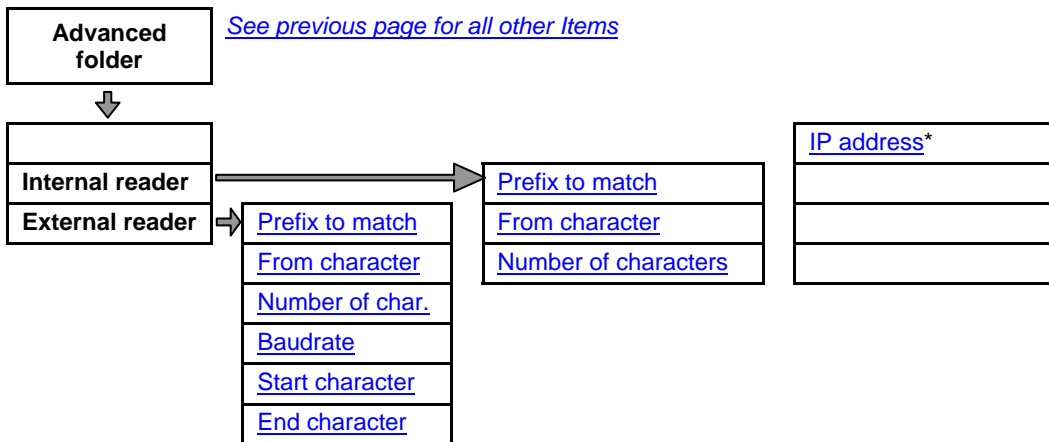 Advanced
folder
See previous page for all other Items
IP address*
Internal reader
Prefix to match
External reader
Prefix to match
From character
From character
Number of characters
Number of char.
Baudrate
Start character
End character